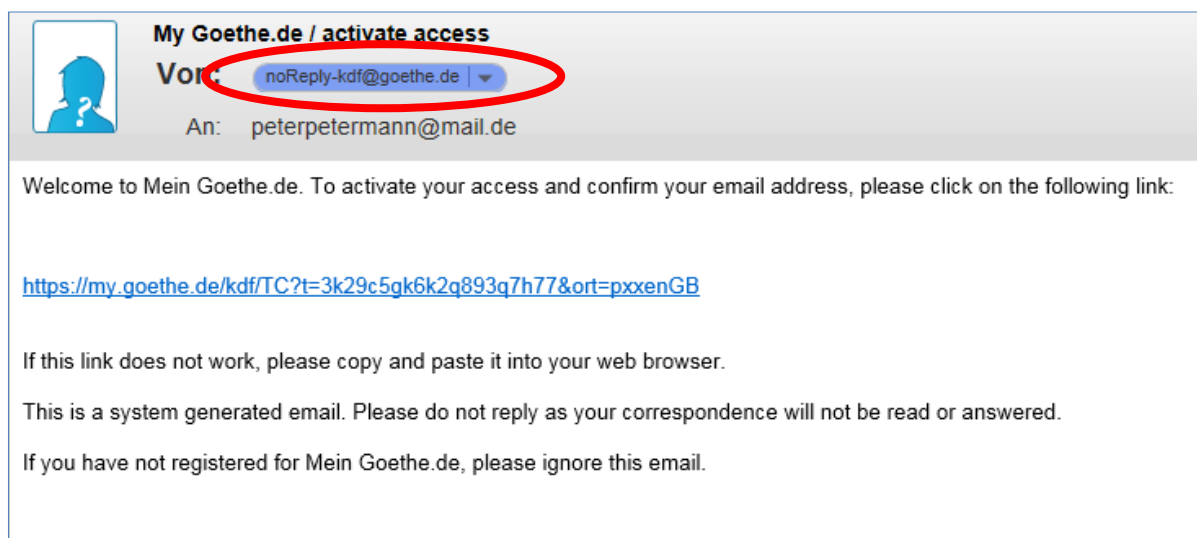 My Goethe.de / activate access
Von: noReply-kdf@goethe.de
An: peterpetermann@mail.de
Welcome to Mein Goethe.de. To activate your access and confirm your email address, please click on the following link:
https://my.goethe.de/kdf/TC?t=3k29c5gk6k2q893q7h77&ort=pxxenGB
If this link does not work, please copy and paste it into your web browser.
This is a system generated email. Please do not reply as your correspondence will not be read or answered.
If you have not registered for Mein Goethe.de, please ignore this email.